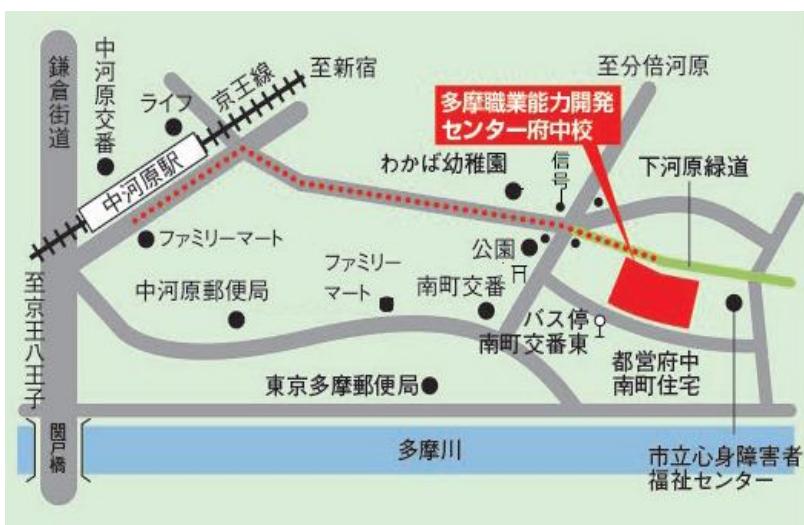 鎌倉街道
中河原交番
ライフ
京王線
至新宿
至分倍河原
多摩職業能力開発
センター府中校
わかば幼稚園
信号
下河原緑道
中河原駅
ファミリーマート
公園
ファミリー
マート
南町交番
中河原郵便局
至京王八王子
バス停
南町交番東
都営府中
南町住宅
東京多摩郵便局
関戸橋
多摩川
市立心身障害者
福祉センター